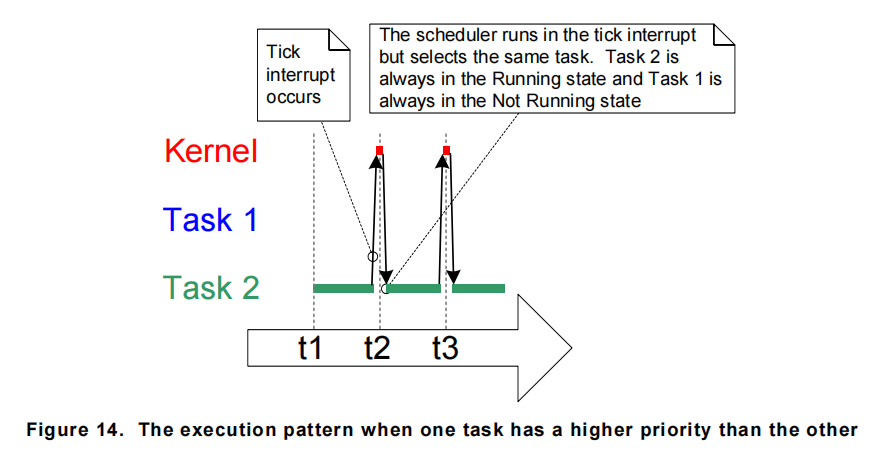 Tick
interrupt
occurs
The scheduler runs in the tick interrupt
but selects the same task.  Task 2 is
always in the Running state and Task 1 is
always in the Not Running state
Kernel
Task 1
Task 2
t1 t2 t3
Figure 14.  The execution pattern when one task has a higher priority than the other